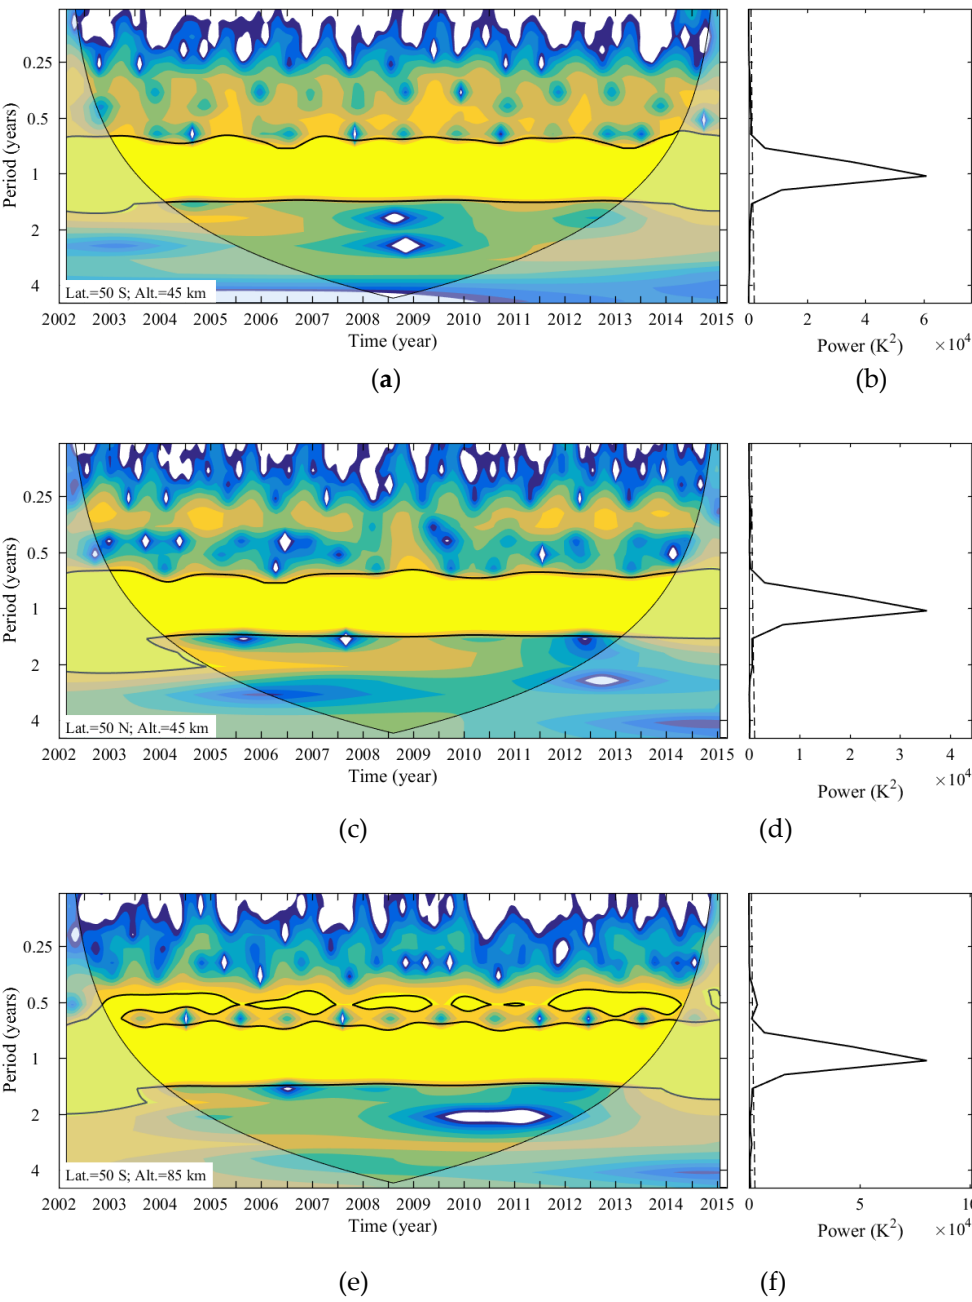 0.25
0.5
1
2
4
Period (years)
Lat.=50 S; Alt.=45 km
2002 2003 2004 2005 2006 2007 2008 2009 2010 2011 2012 2013 2014 2015
Time (year)
0 2 4 6
Power (K²) ×10⁴
(a) (b)
0.25
0.5
1
2
4
Period (years)
Lat.=50 N; Alt.=45 km
2002 2003 2004 2005 2006 2007 2008 2009 2010 2011 2012 2013 2014 2015
Time (year)
0 1 2 3 4
Power (K²) ×10⁴
(c) (d)
0.25
0.5
1
2
4
Period (years)
Lat.=50 S; Alt.=85 km
2002 2003 2004 2005 2006 2007 2008 2009 2010 2011 2012 2013 2014 2015
Time (year)
0 5 10
Power (K²) ×10⁴
(e) (f)